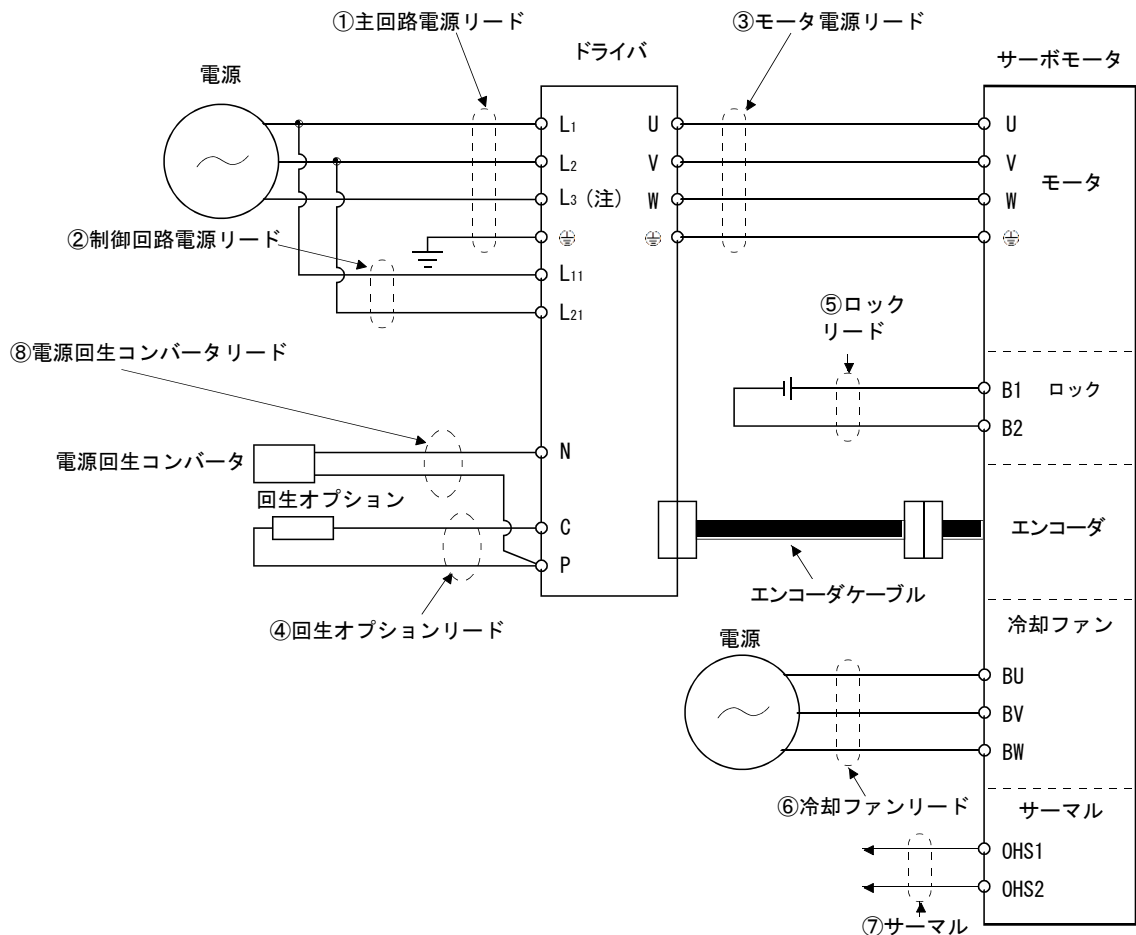 ①主回路電源リード
③モータ電源リード
ドライバ
サーボモータ
電源
L1
L2
L3 (注)
L11
L21
U
V
W
U
V
W
モータ
②制御回路電源リード
⑤ロック
リード
⑧電源回生コンバータリード
B1
ロック
B2
電源回生コンバータ
N
回生オプション
C
P
エンコーダ
エンコーダケーブル
④回生オプションリード
冷却ファン
電源
BU
BV
BW
⑥冷却ファンリード
サーマル
OHS1
OHS2
⑦サーマル